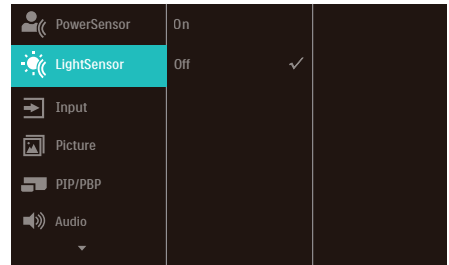 PowerSensor
On
LightSensor
Off
Input
Picture
PIP/PBP
Audio